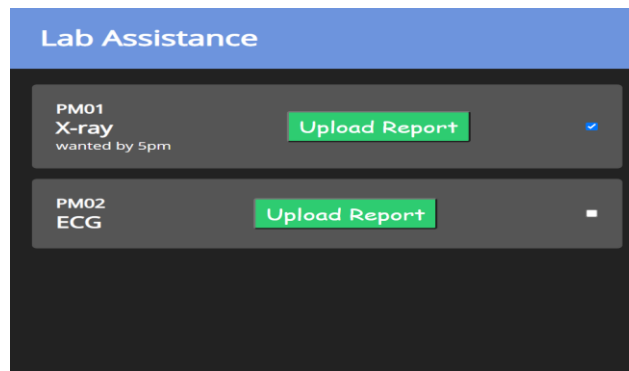 Lab Assistance
PM01
X-ray
wanted by 5pm
Upload Report
PM02
ECG
Upload Report